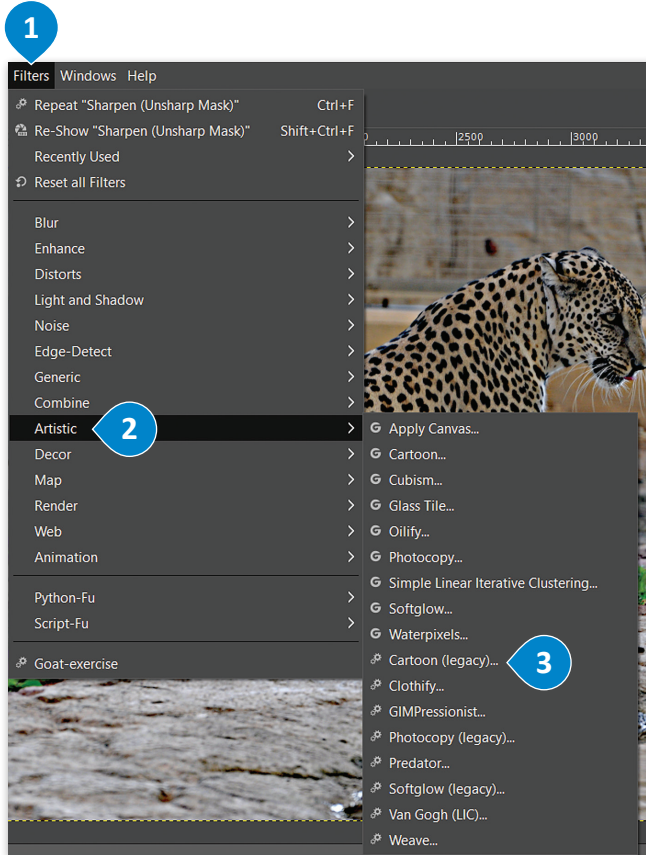 1
Filters Windows Help
Repeat "Sharpen (Unsharp Mask)" Ctrl+F
Re-Show "Sharpen (Unsharp Mask)" Shift+Ctrl+F
Recently Used
Reset all Filters
2500 3000
Blur
Enhance
Distorts
Light and Shadow
Noise
Edge-Detect
Generic
Combine
Artistic 2
Decor
Map
Render
Web
Animation
Python-Fu
Script-Fu
Goat-exercise
Apply Canvas...
Cartoon...
Cubism...
Glass Tile...
Oilify...
Photocopy...
Simple Linear Iterative Clustering...
Softglow...
Waterpixels...
Cartoon (legacy)... 3
Clothify...
GIMPressionist...
Photocopy (legacy)...
Predator...
Softglow (legacy)...
Van Gogh (LIC)...
Weave...